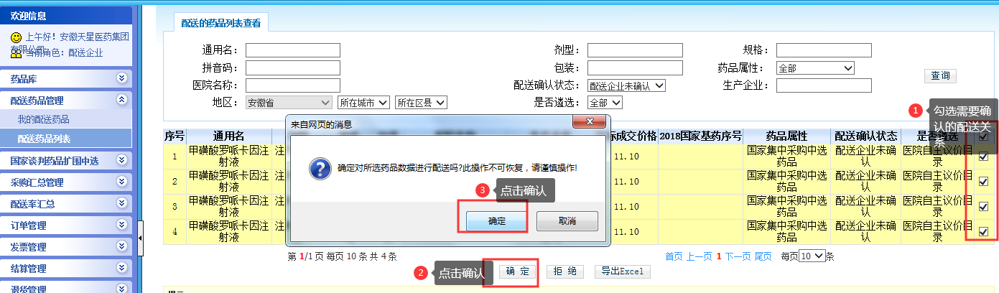 欢迎信息
上午好！安徽天星医药集团
有限公司
当前角色：配送企业
药品库
配送药品管理
我的配送药品
配送药品列表
国家谈判药品扩围中选
采购汇总管理
配送率汇总
订单管理
发票管理
结算管理
退货管理
配送的药品列表查看
通用名： 剂型： 规格：
拼音码： 包装： 药品属性： 全部
医院名称： 配送确认状态： 配送企业未确认 生产企业：
查询
地区： 安徽省 所在城市 所在区县 是否遴选： 全部
1 勾选需要确
认的配送关
系
序号 通用名 标成交价格 2018国家基药序号 药品属性 配送确认状态 是否遴选
1 甲磺酸罗哌卡因注
射液 注 11.10 国家集中采购中选
药品 配送企业未确
认 医院自主议价目
录
2 甲磺酸罗哌卡因注
射液 注 11.10 国家集中采购中选
药品 配送企业未确
认 医院自主议价目
录
3 甲磺酸罗哌卡因注
射液 注 11.10 国家集中采购中选
药品 配送企业未确
认 医院自主议价目
录
4 甲磺酸罗哌卡因注
射液 注 11.10 国家集中采购中选
药品 配送企业未确
认 医院自主议价目
录
来自网页的消息
确定对所选药品数据进行配送吗?此操作不可恢复，请谨慎操作!
3 点击确认
确定 取消
第 1/1 页 每页 10 条 共 4 条
首页 上一页 1 下一页 尾页 每页 10 条
2 点击确认
确 定 拒 绝 导出Excel